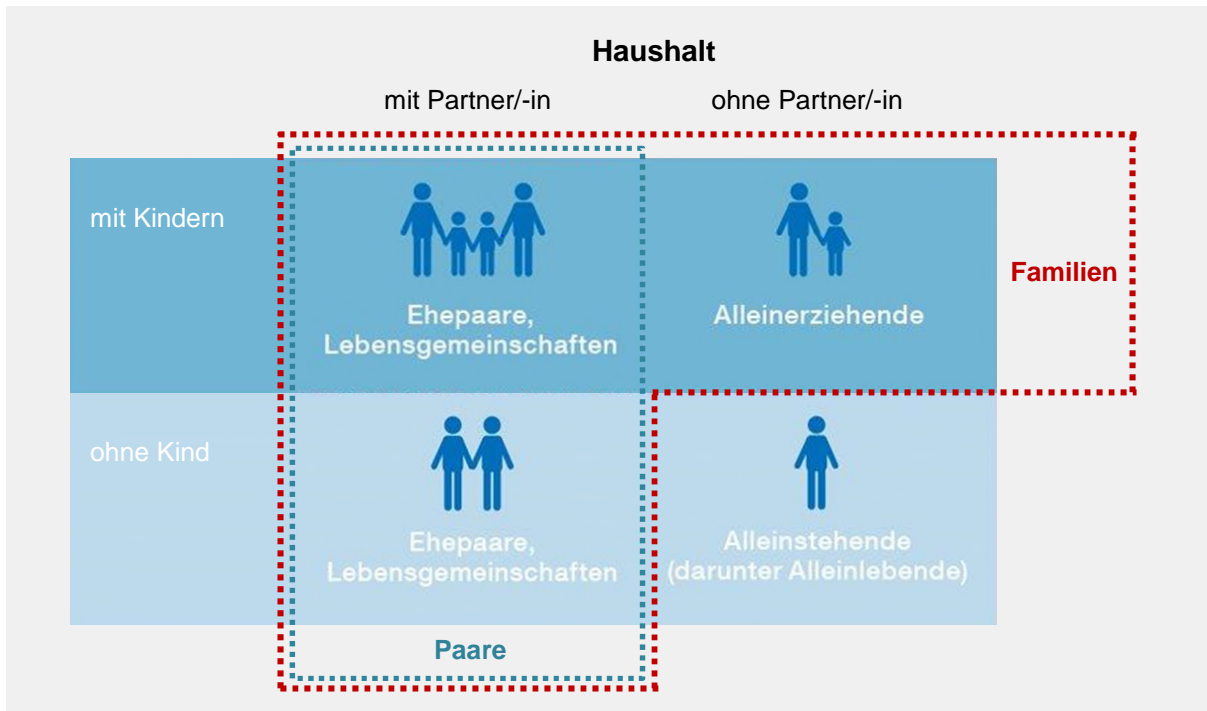 Haushalt
mit Partner/-in
ohne Partner/-in
mit Kindern
Ehepaare,
Lebensgemeinschaften
Alleinerziehende
Familien
ohne Kind
Ehepaare,
Lebensgemeinschaften
Alleinstehende
(darunter Alleinlebende)
Paare